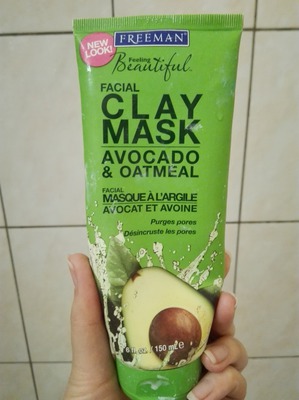 NEW
LOOK!
FREEMAN
Feeling
Beautiful
FACIAL
CLAY
MASK
AVOCADO
& OATMEAL
FACIAL
MASQUE À L'ARGILE
AVOCAT ET AVOINE
Purges pores
Désincruste les pores
150 mL e